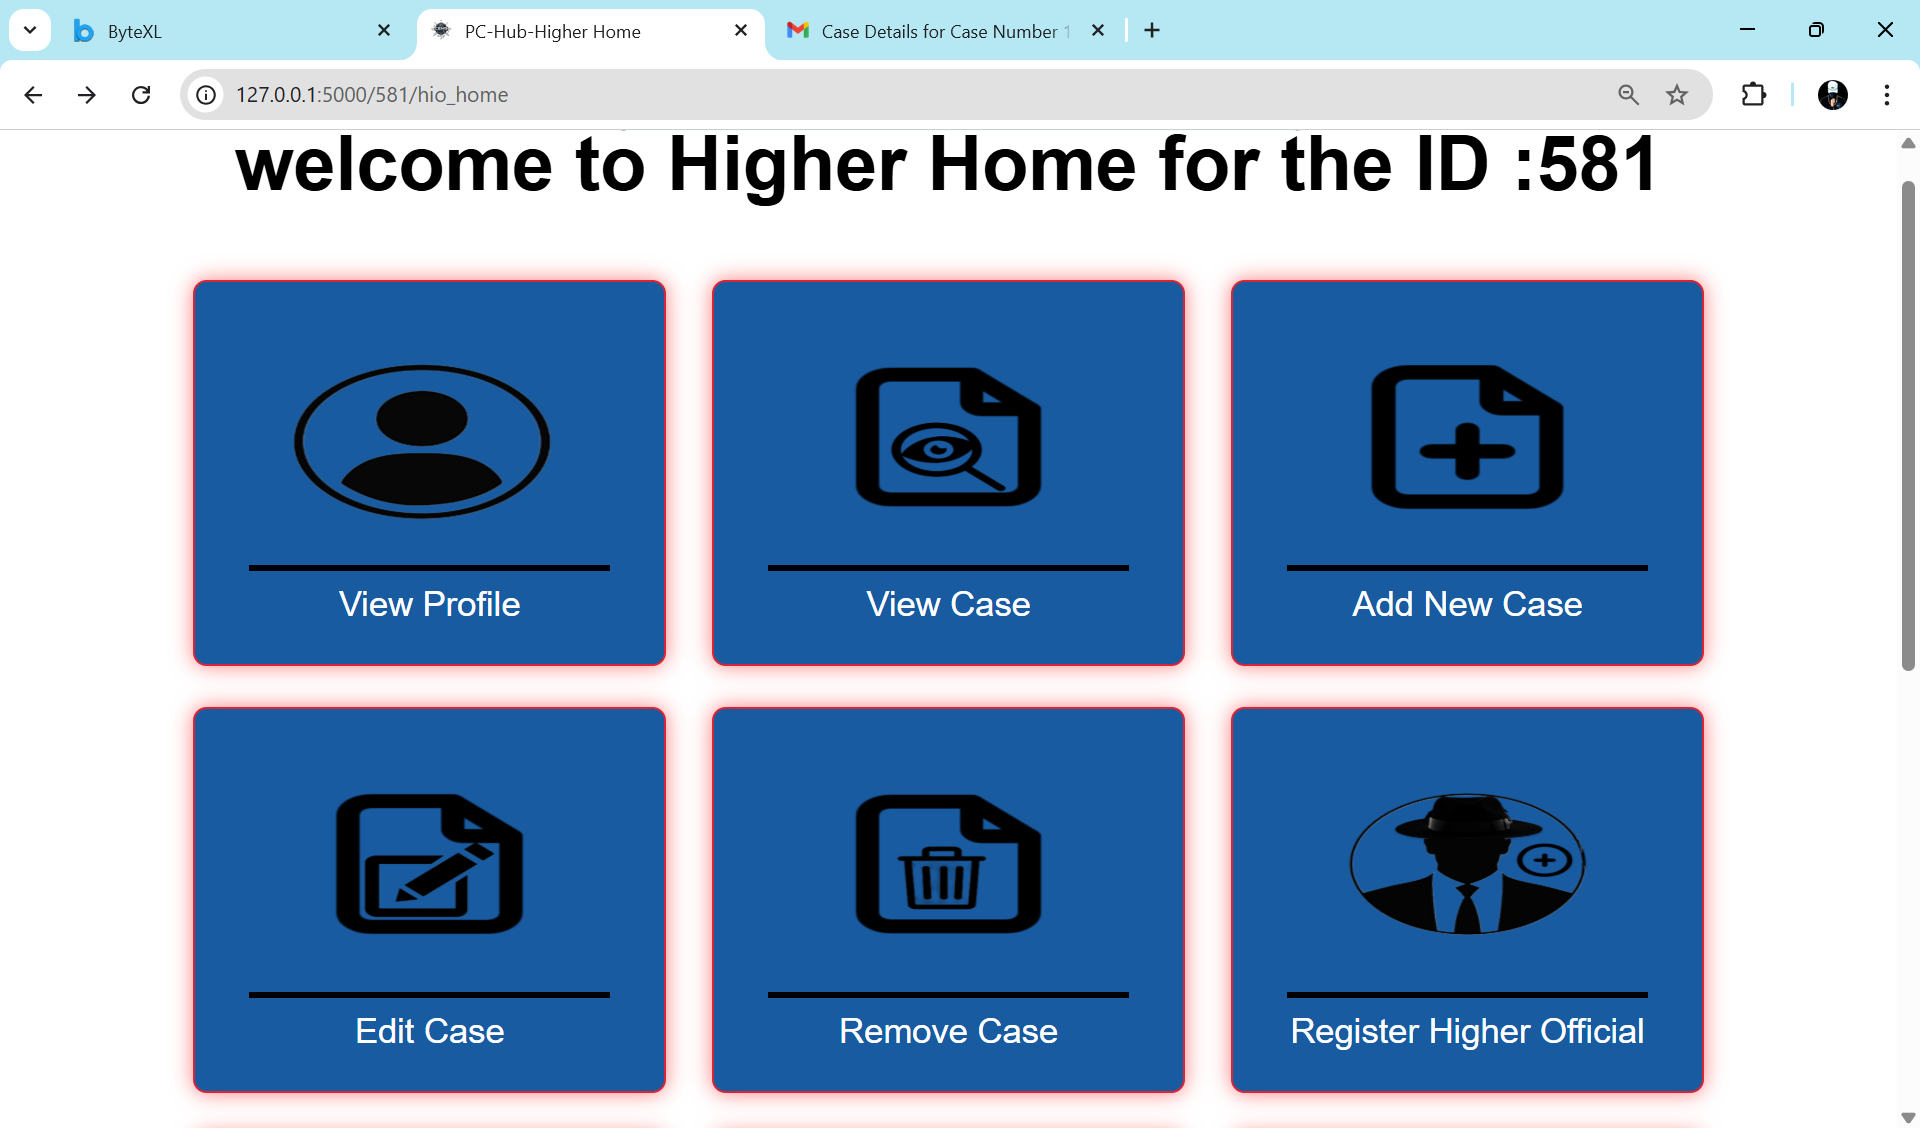 ByteXL
PC-Hub-Higher Home
Case Details for Case Number 1
127.0.0.1:5000/581/hio_home
welcome to Higher Home for the ID :581
View Profile
View Case
Add New Case
Edit Case
Remove Case
Register Higher Official